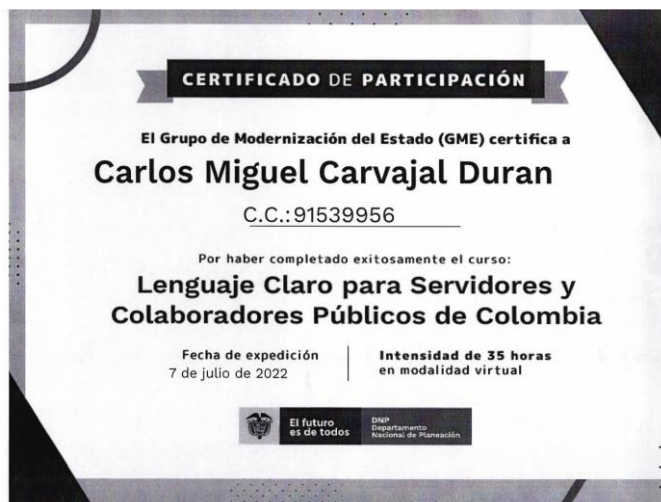 CERTIFICADO DE PARTICIPACIÓN
El Grupo de Modernización del Estado (GME) certifica a
Carlos Miguel Carvajal Duran
C.C.:91539956
Por haber completado exitosamente el curso:
Lenguaje Claro para Servidores y
Colaboradores Públicos de Colombia
Fecha de expedición
7 de julio de 2022
Intensidad de 35 horas
en modalidad virtual
El futuro
es de todos
DNP
Departamento
Nacional de Planeación